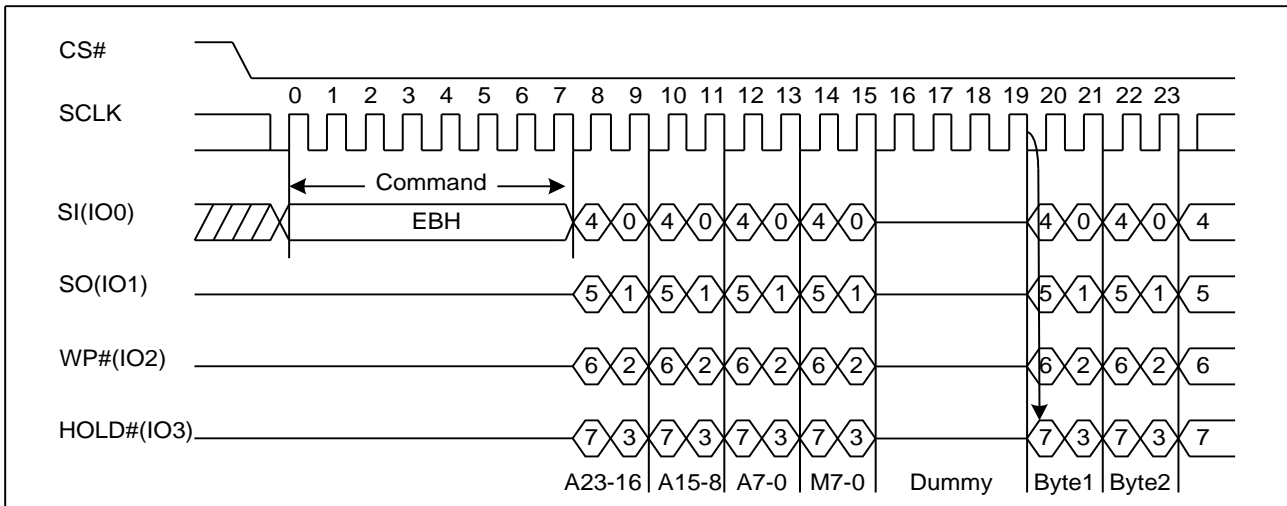 CS#
0 1 2 3 4 5 6 7 8 9 10 11 12 13 14 15 16 17 18 19 20 21 22 23
SCLK
Command
SI(IO0) EBH 4 0 4 0 4 0 4 0 4 0 4 0 4
SO(IO1) 5 1 5 1 5 1 5 1 5 1 5 1 5
WP#(IO2) 6 2 6 2 6 2 6 2 6 2 6 2 6
HOLD#(IO3) 7 3 7 3 7 3 7 3 7 3 7 3 7
A23-16 A15-8 A7-0 M7-0 Dummy Byte1 Byte2